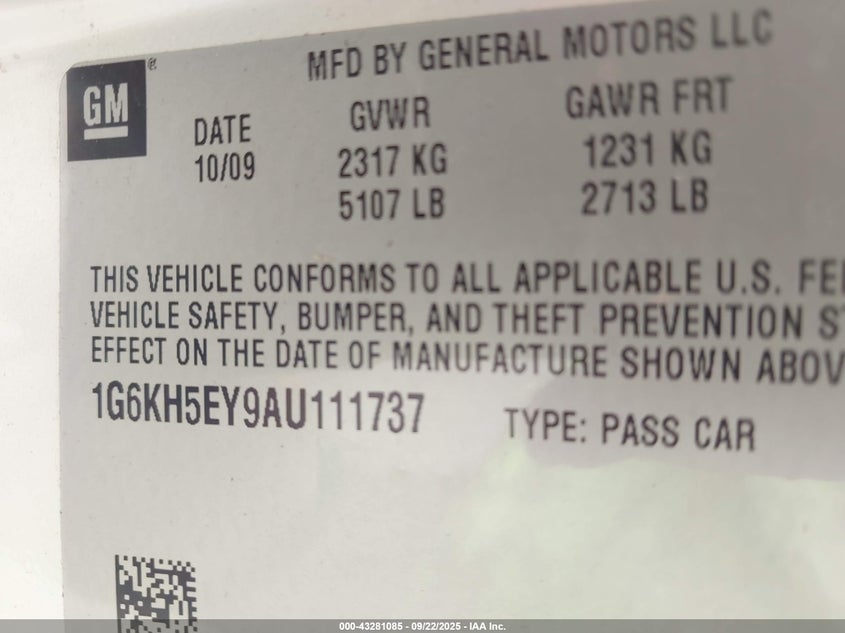 GM®
MFD BY GENERAL MOTORS LLC
DATE GVWR GAWR FRT
10/09 2317 KG 1231 KG
5107 LB 2713 LB
THIS VEHICLE CONFORMS TO ALL APPLICABLE U.S. FE
VEHICLE SAFETY, BUMPER, AND THEFT PREVENTION S
EFFECT ON THE DATE OF MANUFACTURE SHOWN ABOV
1G6KH5EY9AU111737 TYPE: PASS CAR
000-43281085 - 09/22/2025 - IAA Inc.